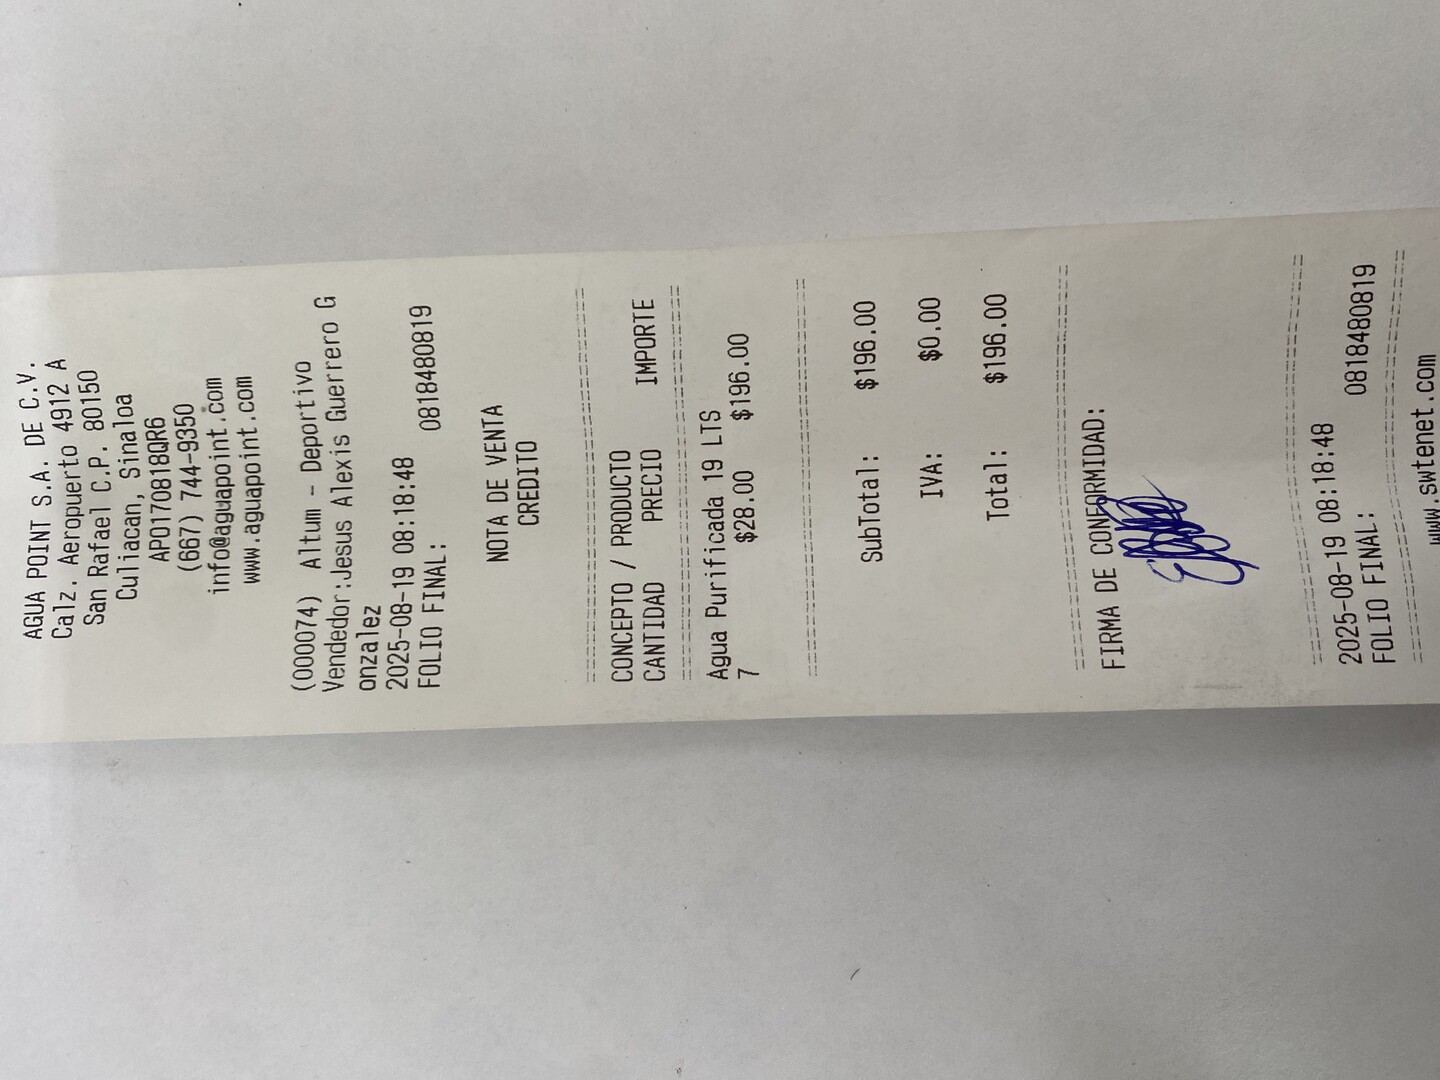 AGUA POINT S.A. DE C.V.
Calz. Aeropuerto 4912 A
San Rafael C.P. 80150
Culiacan, Sinaloa
APO170818QR6
(667) 744-9350
info@aguapoint.com
www.aguapoint.com
(000074) Altum - Deportivo
Vendedor:Jesus Alexis Guerrero G
onzalez
2025-08-19 08:18:48
FOLIO FINAL: 0818480819
NOTA DE VENTA
CREDITO
CONCEPTO / PRODUCTO
CANTIDAD PRECIO IMPORTE
Agua Purificada 19 LTS
7 $28.00 $196.00
SubTotal: $196.00
IVA: $0.00
Total: $196.00
FIRMA DE CONFORMIDAD:
2025-08-19 08:18:48
FOLIO FINAL: 0818480819
www.swtenet.com